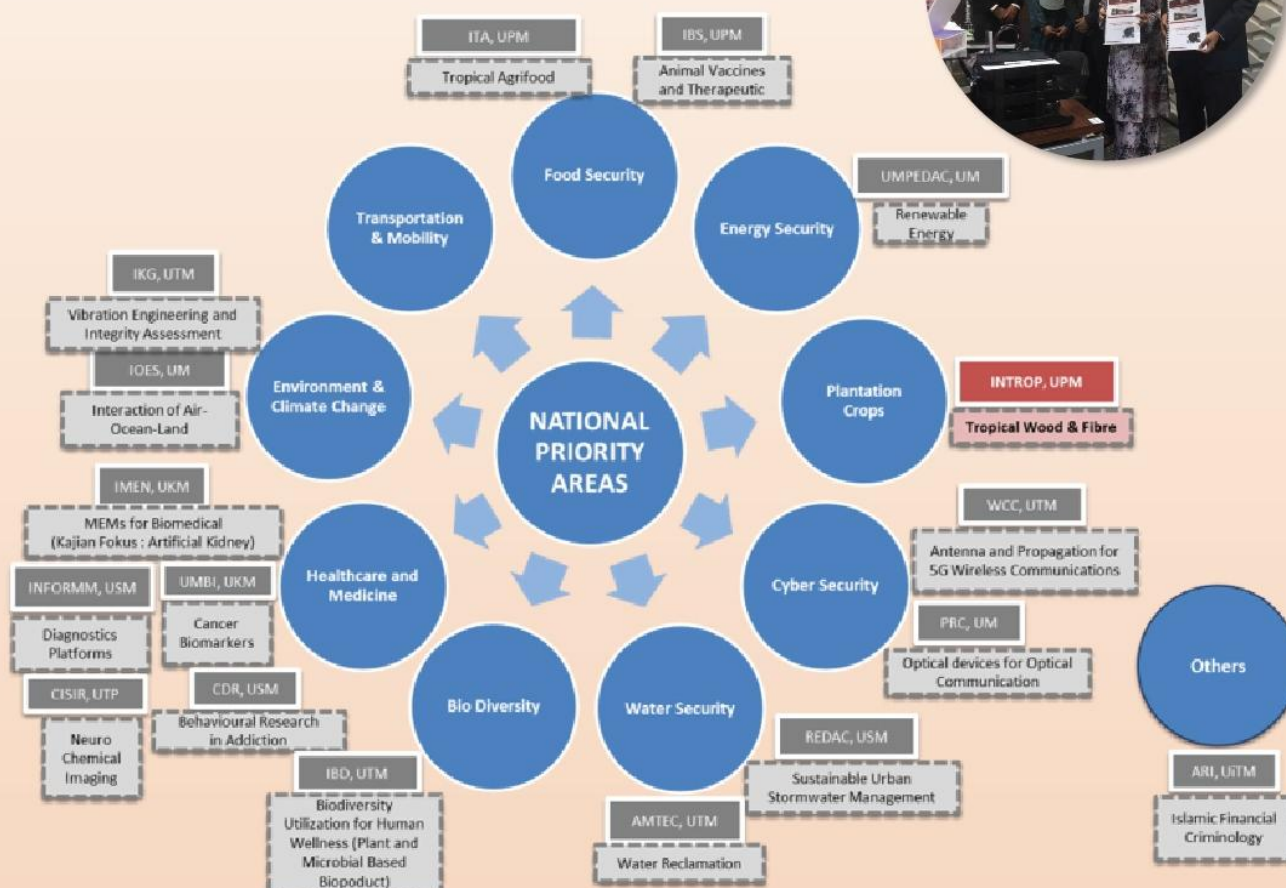 ITA, UPM
Tropical Agrifood
IBS, UPM
Animal Vaccines
and Therapeutic
Food Security
UMPEDAC, UM
Renewable
Energy
Energy Security
Transportation
& Mobility
IKG, UTM
Vibration Engineering and
Integrity Assessment
IOES, UM
Interaction of Air-
Ocean-Land
Environment &
Climate Change
NATIONAL
PRIORITY
AREAS
Plantation
Crops
INTROP, UPM
Tropical Wood & Fibre
IMEN, UKM
MEMs for Biomedical
(Kajian Fokus : Artificial Kidney)
INFORMM, USM
Diagnostics
Platforms
UMBI, UKM
Cancer
Biomarkers
Healthcare and
Medicine
CISIR, UTP
Neuro
Chemical
Imaging
CDR, USM
Behavioural Research
in Addiction
WCC, UTM
Antenna and Propagation for
5G Wireless Communications
Cyber Security
PRC, UM
Optical devices for Optical
Communication
Bio Diversity
IBD, UTM
Biodiversity
Utilization for Human
Wellness (Plant and
Microbial Based
Biopoduct)
Water Security
REDAC, USM
Sustainable Urban
Stormwater Management
AMTEC, UTM
Water Reclamation
Others
ARI, UiTM
Islamic Financial
Criminology